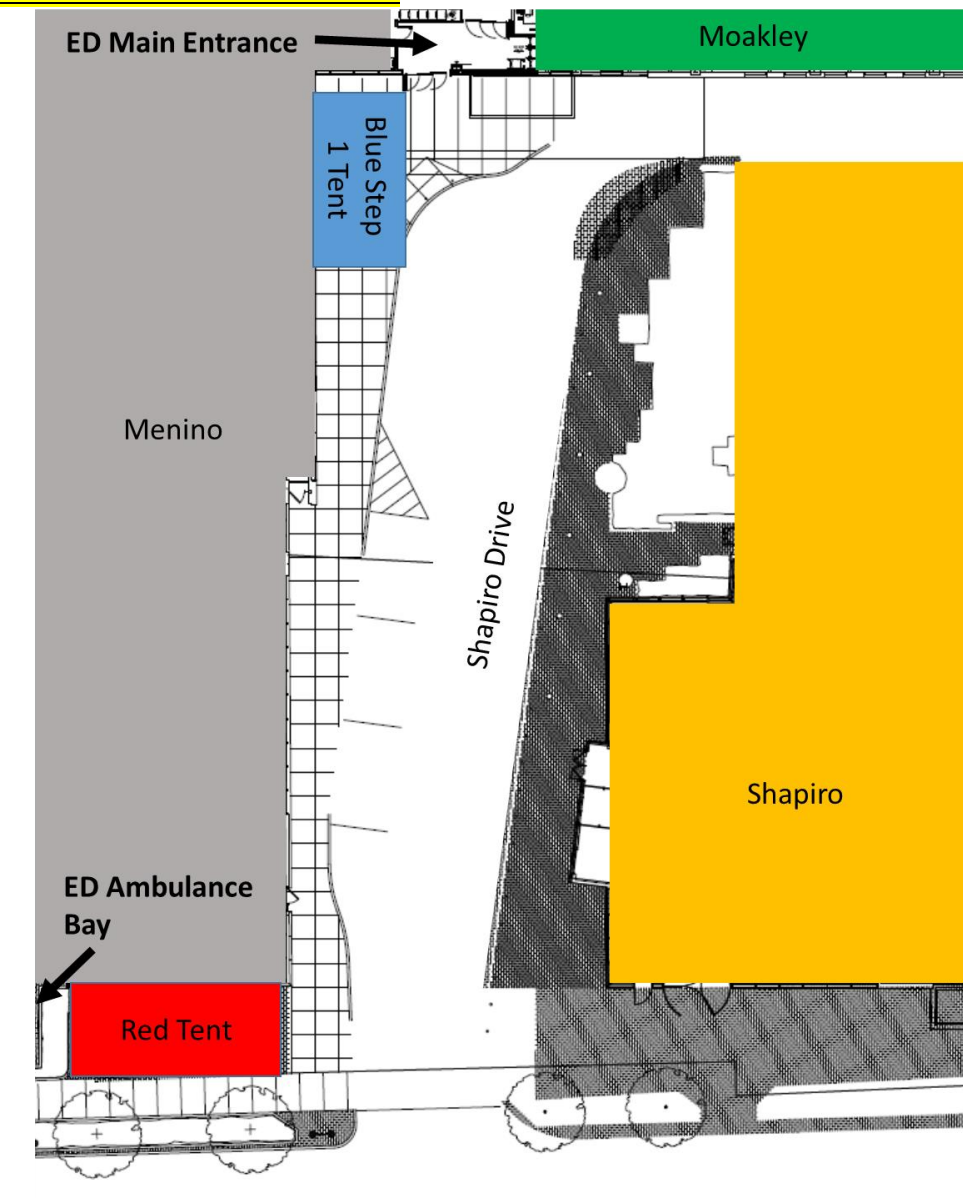 ED Main Entrance
Moakley
Blue Step
1 Tent
Menino
Shapiro Drive
Shapiro
ED Ambulance
Bay
Red Tent